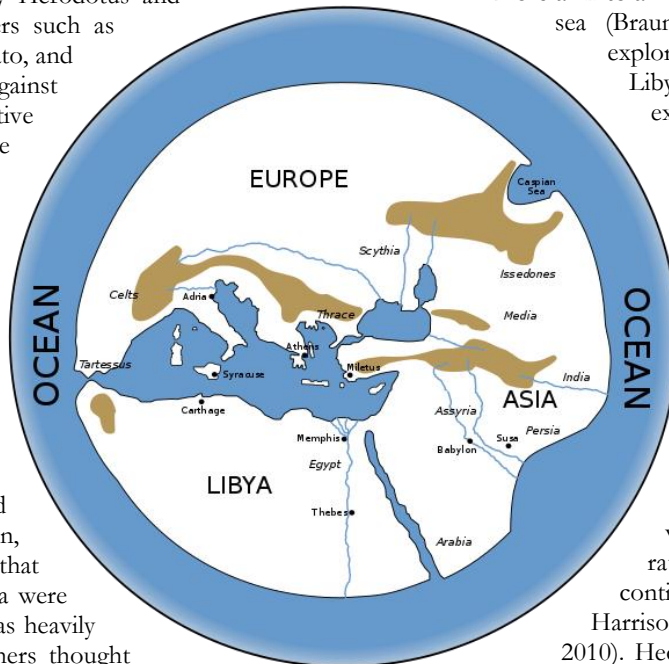 Herodotus and
ers such as
ato, and
gainst
tive
e
sea (Braun
explor
Liby
ex
EUROPE
Caspian
Sea
Scythia
Issedones
Celts
Adria
Thrace
Media
OCEAN
OCEAN
Athens
Tartessus
Syracuse
Miletus
India
Carthage
ASIA
Assyria
Memphis
Susa
Persia
Babylon
Egypt
LIBYA
Thebes
Arabia
d
n,
that
a were
as heavily
hers thought
ra
conti
Harriso
2010). Hec